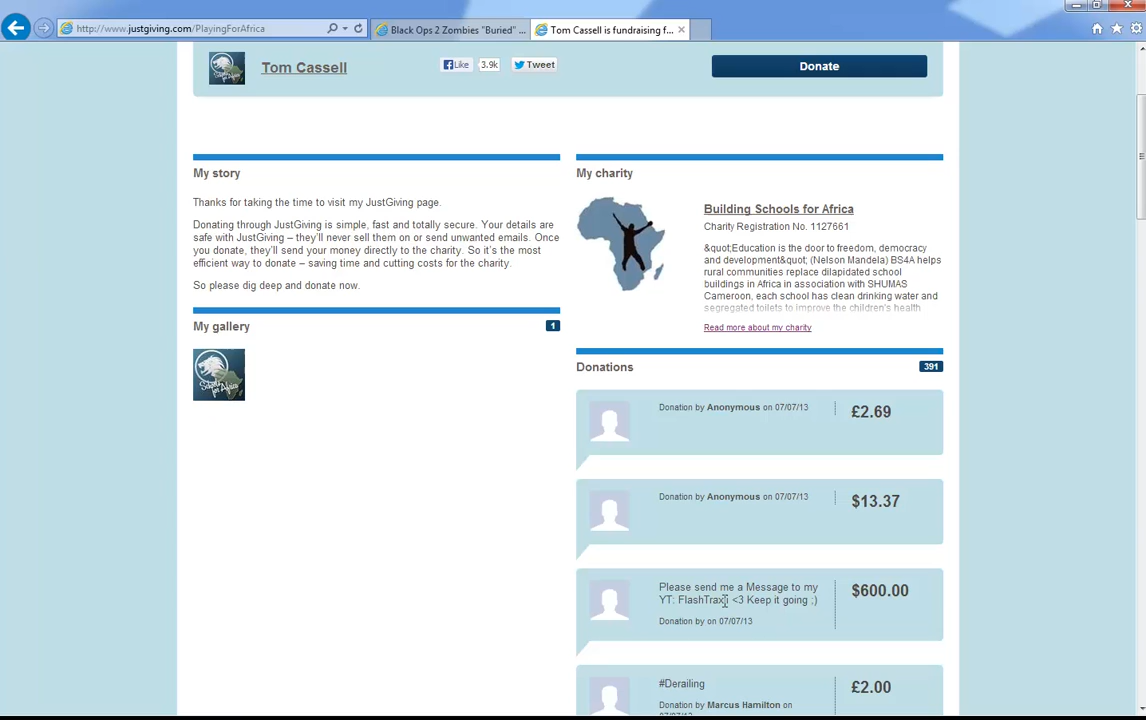 http://www.justgiving.com/PlayingForAfrica
Black Ops 2 Zombies "Buried" ...
Tom Cassell is fundraising f...
Tom Cassell
Like
3.9k
Tweet
Donate
My story
Thanks for taking the time to visit my JustGiving page.
Donating through JustGiving is simple, fast and totally secure. Your details are
safe with JustGiving – they'll never sell them on or send unwanted emails. Once
you donate, they'll send your money directly to the charity. So it's the most
efficient way to donate – saving time and cutting costs for the charity.
So please dig deep and donate now.
My gallery
1
My charity
Building Schools for Africa
Charity Registration No. 1127661
&quot;Education is the door to freedom, democracy
and development&quot; (Nelson Mandela) BS4A helps
rural communities replace dilapidated school
buildings in Africa in association with SHUMAS
Cameroon, each school has clean drinking water and
segregated toilets to improve the children's health
Read more about my charity
Donations
391
Donation by Anonymous on 07/07/13
£2.69
Donation by Anonymous on 07/07/13
$13.37
Please send me a Message to my
YT: <3 Keep it going ;)
Donation by on 07/07/13
$600.00
#Derailing
Donation by Marcus Hamilton on
07/07/13
£2.00